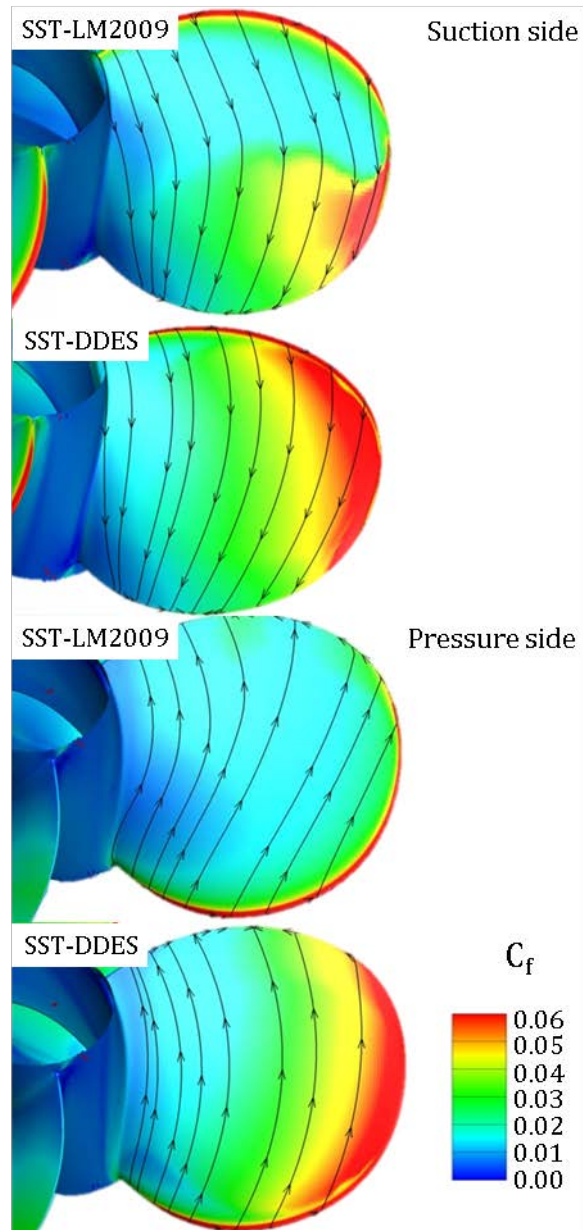 SST-LM2009
Suction side
SST-DDES
SST-LM2009
Pressure side
SST-DDES
C_f
0.06
0.05
0.04
0.03
0.02
0.01
0.00